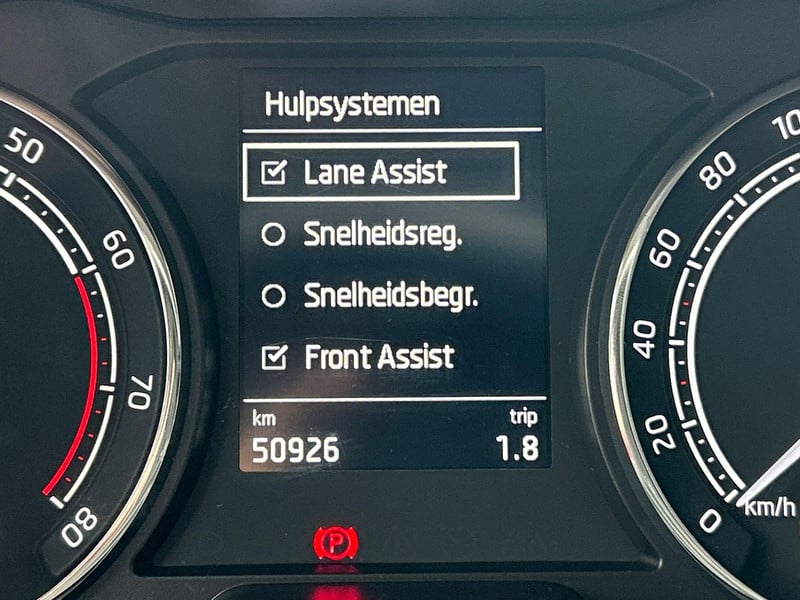 Hulpsystemen
Lane Assist
Snelheidsreg.
Snelheidsbegr.
Front Assist
km trip
50926 1.8
50
60
70
80
P
100
80
60
40
20
0
km/h